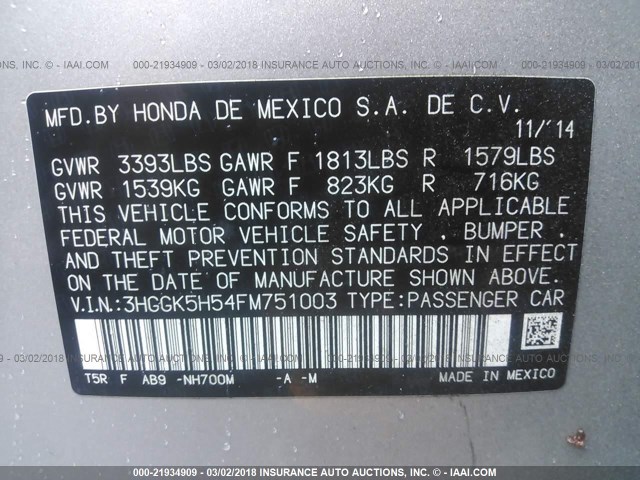 000-21934909 - 03/02/2018 INSURANCE AUTO AUCTIONS, INC. - © IAAI.COM
MFD.BY HONDA DE MEXICO S.A. DE C.V.
11/'14
GVWR 3393LBS GAWR F 1813LBS R 1579LBS
GVWR 1539KG GAWR F 823KG R 716KG
THIS VEHICLE CONFORMS TO ALL APPLICABLE
FEDERAL MOTOR VEHICLE SAFETY , BUMPER ,
AND THEFT PREVENTION STANDARDS IN EFFECT
ON THE DATE OF MANUFACTURE SHOWN ABOVE.
V.I.N.:3HGGK5H54FM751003 TYPE:PASSENGER CAR
T5R F AB9 -NH700M -A -M MADE IN MEXICO
000-21934909 - 03/02/2018 INSURANCE AUTO AUCTIONS, INC. - © IAAI.COM